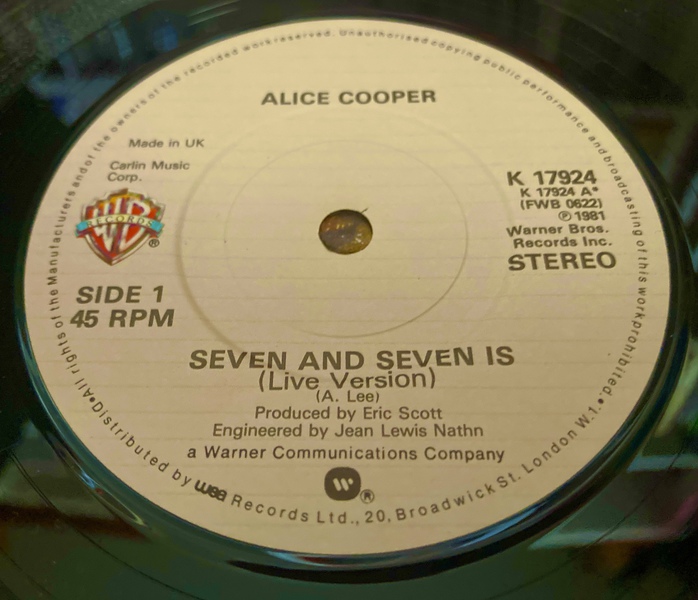 ALICE COOPER
Made in UK
Carlin Music
Corp.
WB
RECORDS
®
SIDE 1
45 RPM
K 17924
K 17924 A*
(FWB 0622)
℗ 1981
Warner Bros.
Records Inc.
STEREO
SEVEN AND SEVEN IS
(Live Version)
(A. Lee)
Produced by Eric Scott
Engineered by Jean Lewis Nathn
a Warner Communications Company
®
•All rights of the Manufacturers and of the owners of the recorded work reserved. Unauthorised copying public performance and broadcasting of this work prohibited.•
Distributed by wea Records Ltd., 20, Broadwick St. London W.1.